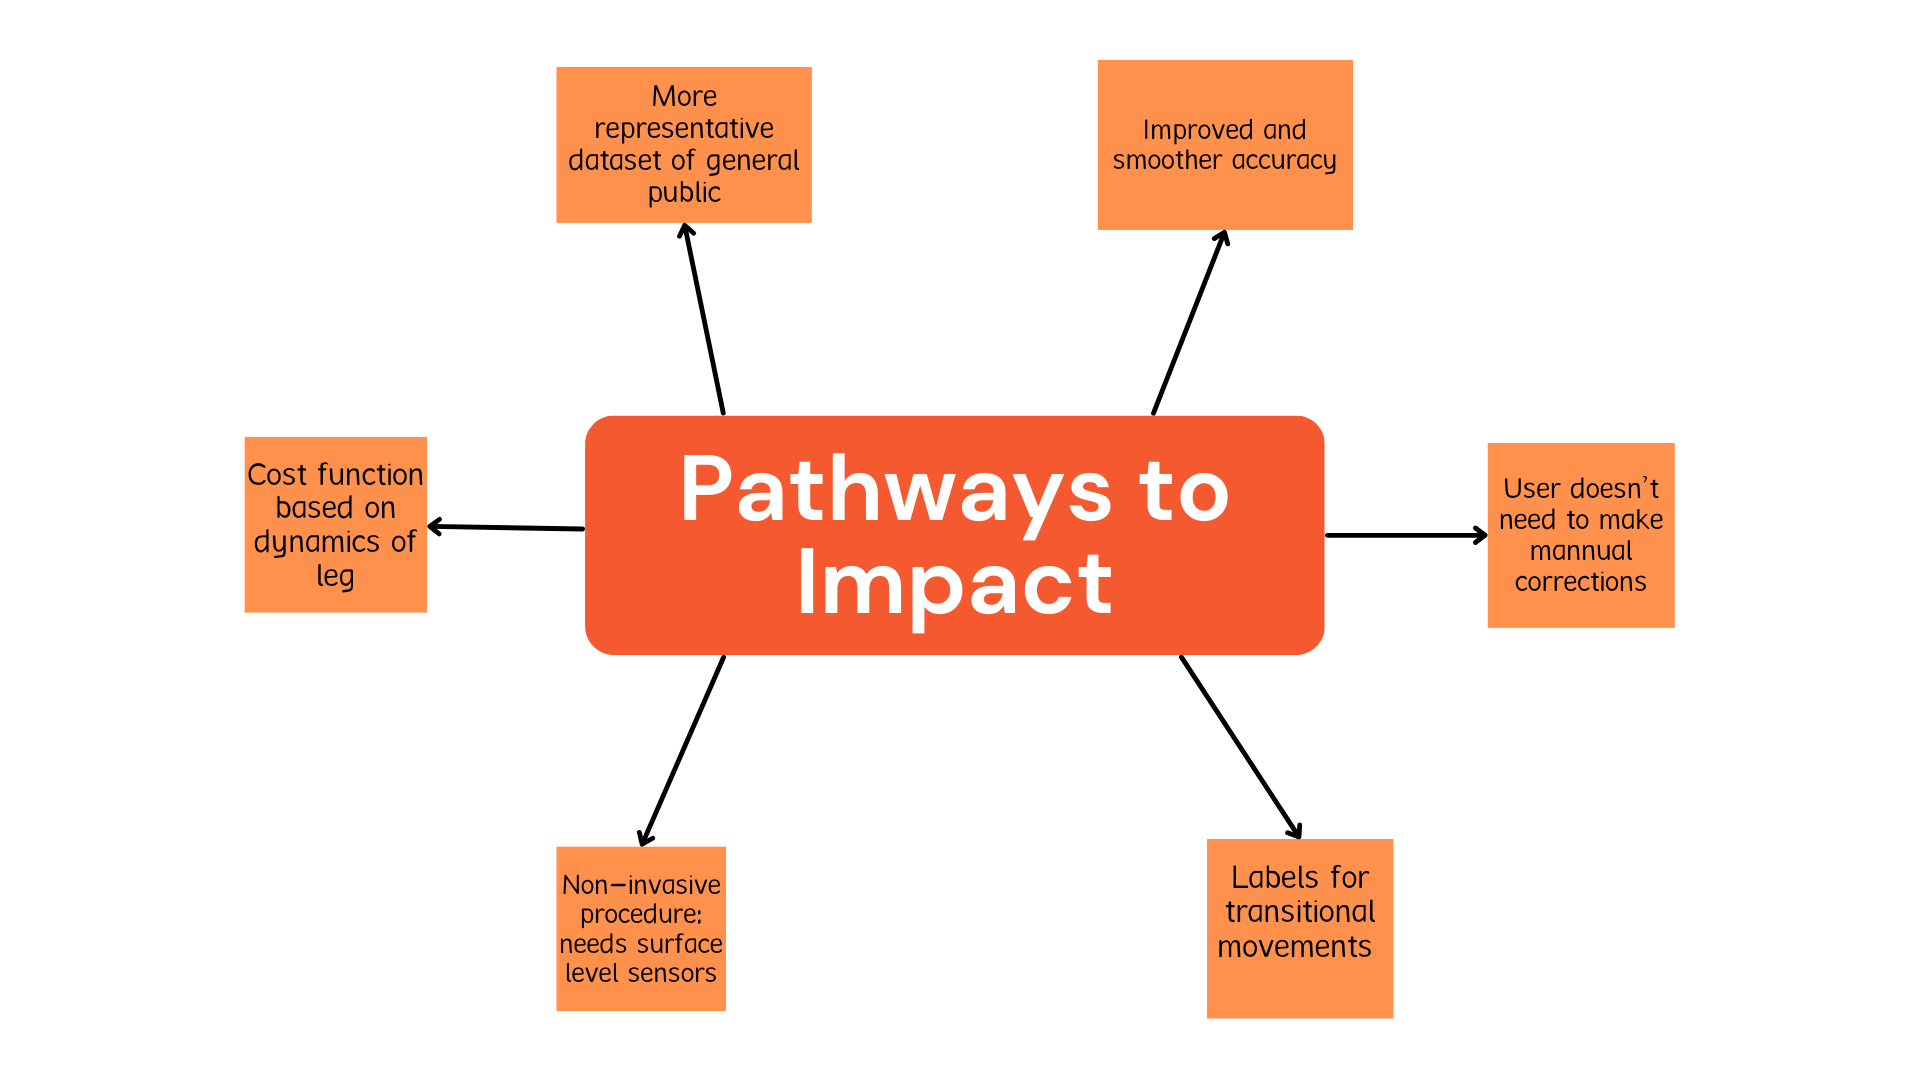 More
representative
dataset of general
public
Improved and
smoother accuracy
Pathways to
Impact
Cost function
based on
dynamics of
leg
User doesn’t
need to make
mannual
corrections
Non-invasive
procedure:
needs surface
level sensors
Labels for
transitional
movements